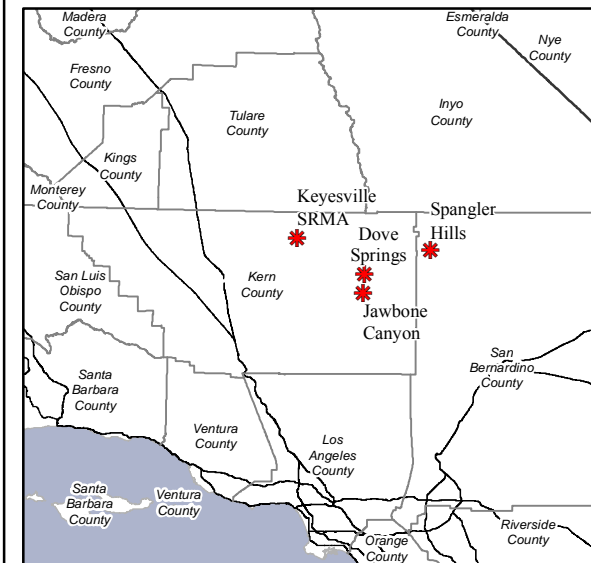 Madera
County
Esmeralda
County
Nye
County
Fresno
County
Tulare
County
Inyo
County
Kings
County
Monterey
County
Keyesville
SRMA
Spangler
Hills
Dove
Springs
Kern
County
San Luis
Obispo
County
Jawbone
Canyon
San
Bernardino
County
Santa
Barbara
County
Ventura
County
Los
Angeles
County
Santa
Barbara
County
Ventura
County
Riverside
County
Orange
County